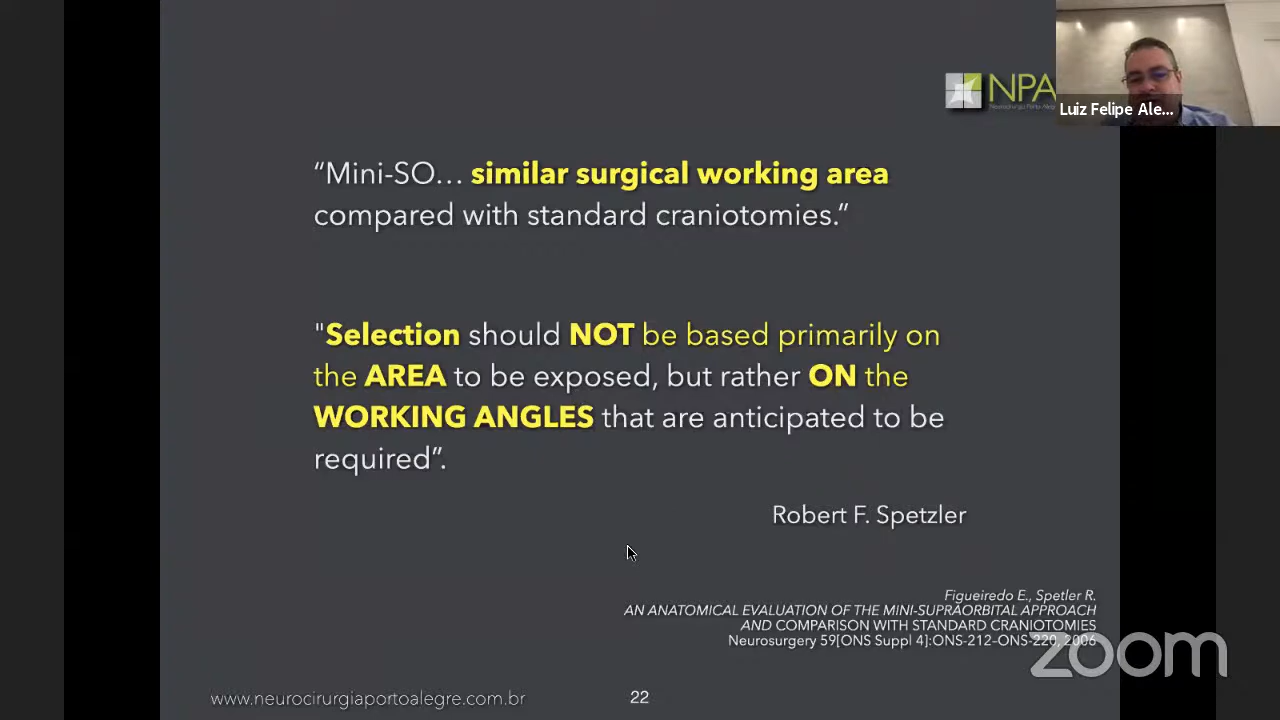 NPA
Luiz Felipe Ale...
“Mini-SO… similar surgical working area
compared with standard craniotomies.”
"Selection should NOT be based primarily on
the AREA to be exposed, but rather ON the
WORKING ANGLES that are anticipated to be
required”.
Robert F. Spetzler
Figueiredo E., Spetler R.
AN ANATOMICAL EVALUATION OF THE MINI-SUPRAORBITAL APPROACH
AND COMPARISON WITH STANDARD CRANIOTOMIES
Neurosurgery 59[ONS Suppl 4]:ONS-212–ONS-220, 2006
zoom
www.neurocirurgiaportoalegre.com.br
22